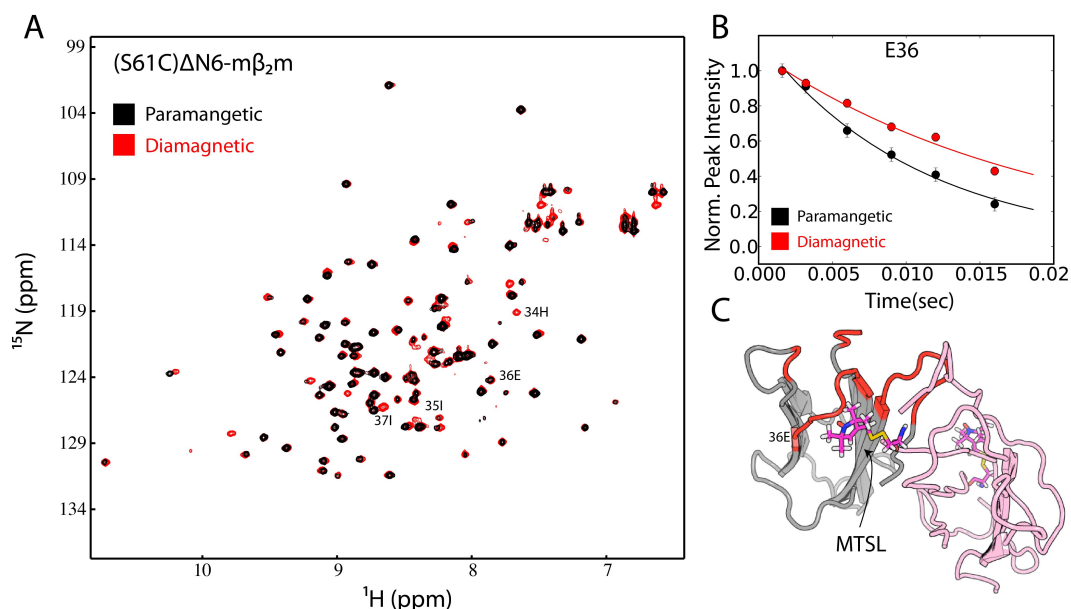 A
(S61C)ΔN6-mβ₂m
Paramangetic
Diamagnetic
99
104
109
114
119
124
129
134
¹⁵N (ppm)
34H
36E
35I
37I
10
9
8
7
¹H (ppm)
B
E36
1.0
0.8
0.6
0.4
0.2
0.0
Norm. Peak Intensity
Paramangetic
Diamagnetic
0.000
0.005
0.010
0.015
0.02
Time(sec)
C
36E
MTSL